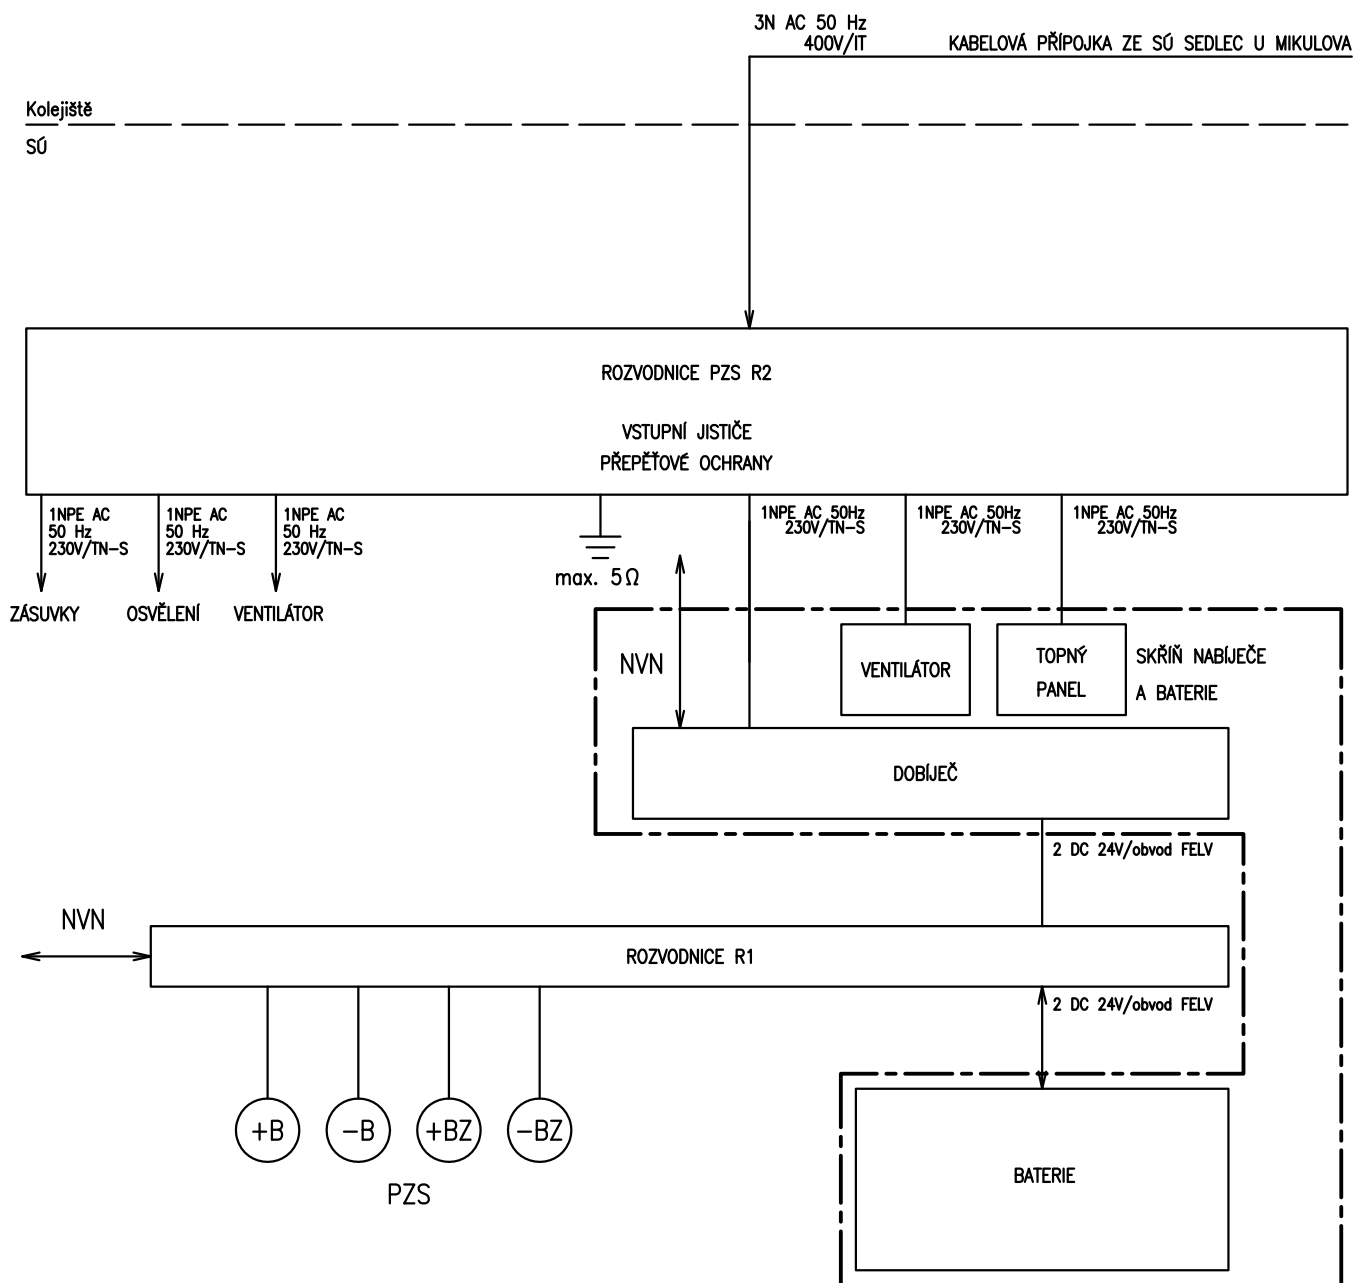 3N AC 50 Hz
400V/IT
KABELOVÁ PŘÍPOJKA ZE SÚ SEDLEC U MIKULOVA
Kolejiště
SÚ
ROZVODNICE PZS R2
VSTUPNÍ JISTIČE
PŘEPĚŤOVÉ OCHRANY
1NPE AC
50 Hz
230V/TN-S
1NPE AC
50 Hz
230V/TN-S
1NPE AC
50 Hz
230V/TN-S
1NPE AC 50Hz
230V/TN-S
1NPE AC 50Hz
230V/TN-S
1NPE AC 50Hz
230V/TN-S
max. 5Ω
ZÁSUVKY
OSVĚLENÍ
VENTILÁTOR
NVN
VENTILÁTOR
TOPNÝ
PANEL
SKŘÍŇ NABÍJEČE
A BATERIE
DOBÍJEČ
2 DC 24V/obvod FELV
NVN
ROZVODNICE R1
2 DC 24V/obvod FELV
+B
-B
+BZ
-BZ
PZS
BATERIE